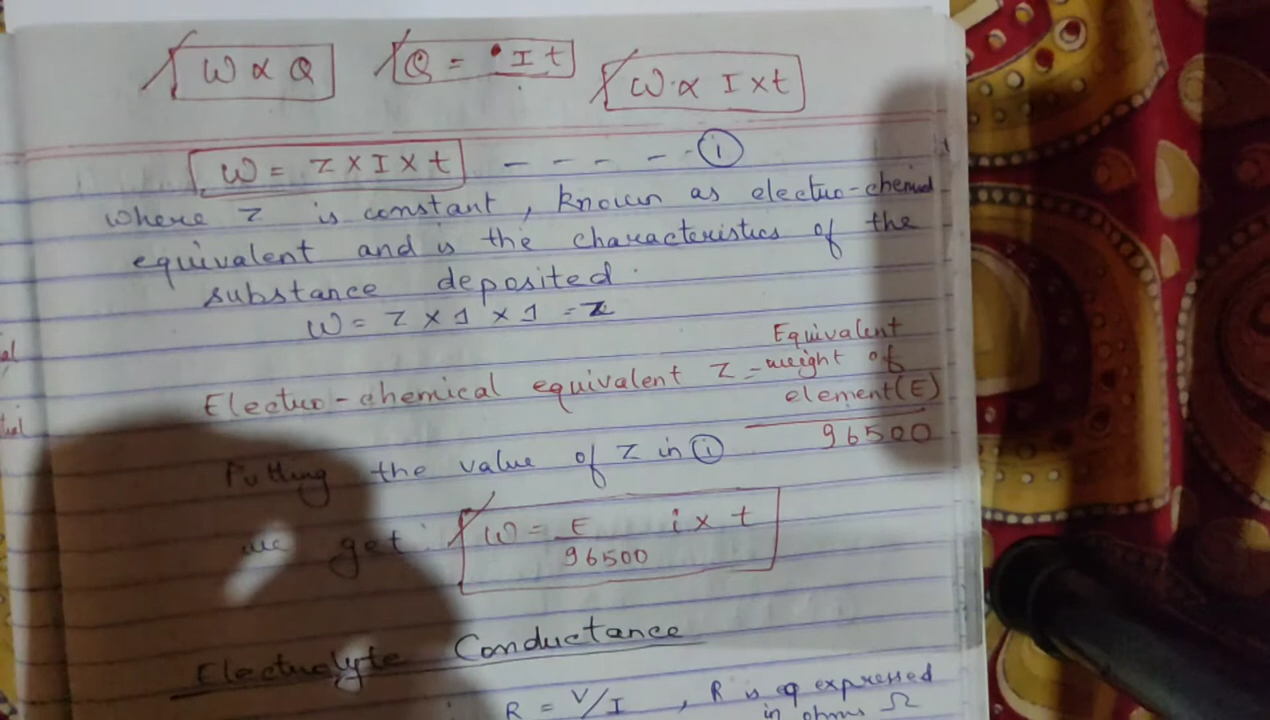 W ∝ Q   Q = It   W ∝ I × t
W = Z × I × t - - - - - (i)
where Z is constant, known as electro-chemical
equivalent and is the characteristics of the
substance deposited.
W = Z × 1 × 1 = Z
Electro-chemical equivalent Z = Equivalent
weight of
element(E)
96500
Putting the value of Z in (i)
we get W = E i × t
96500
Electrolyte Conductance
R = V/I , R is expressed
in ohms Ω